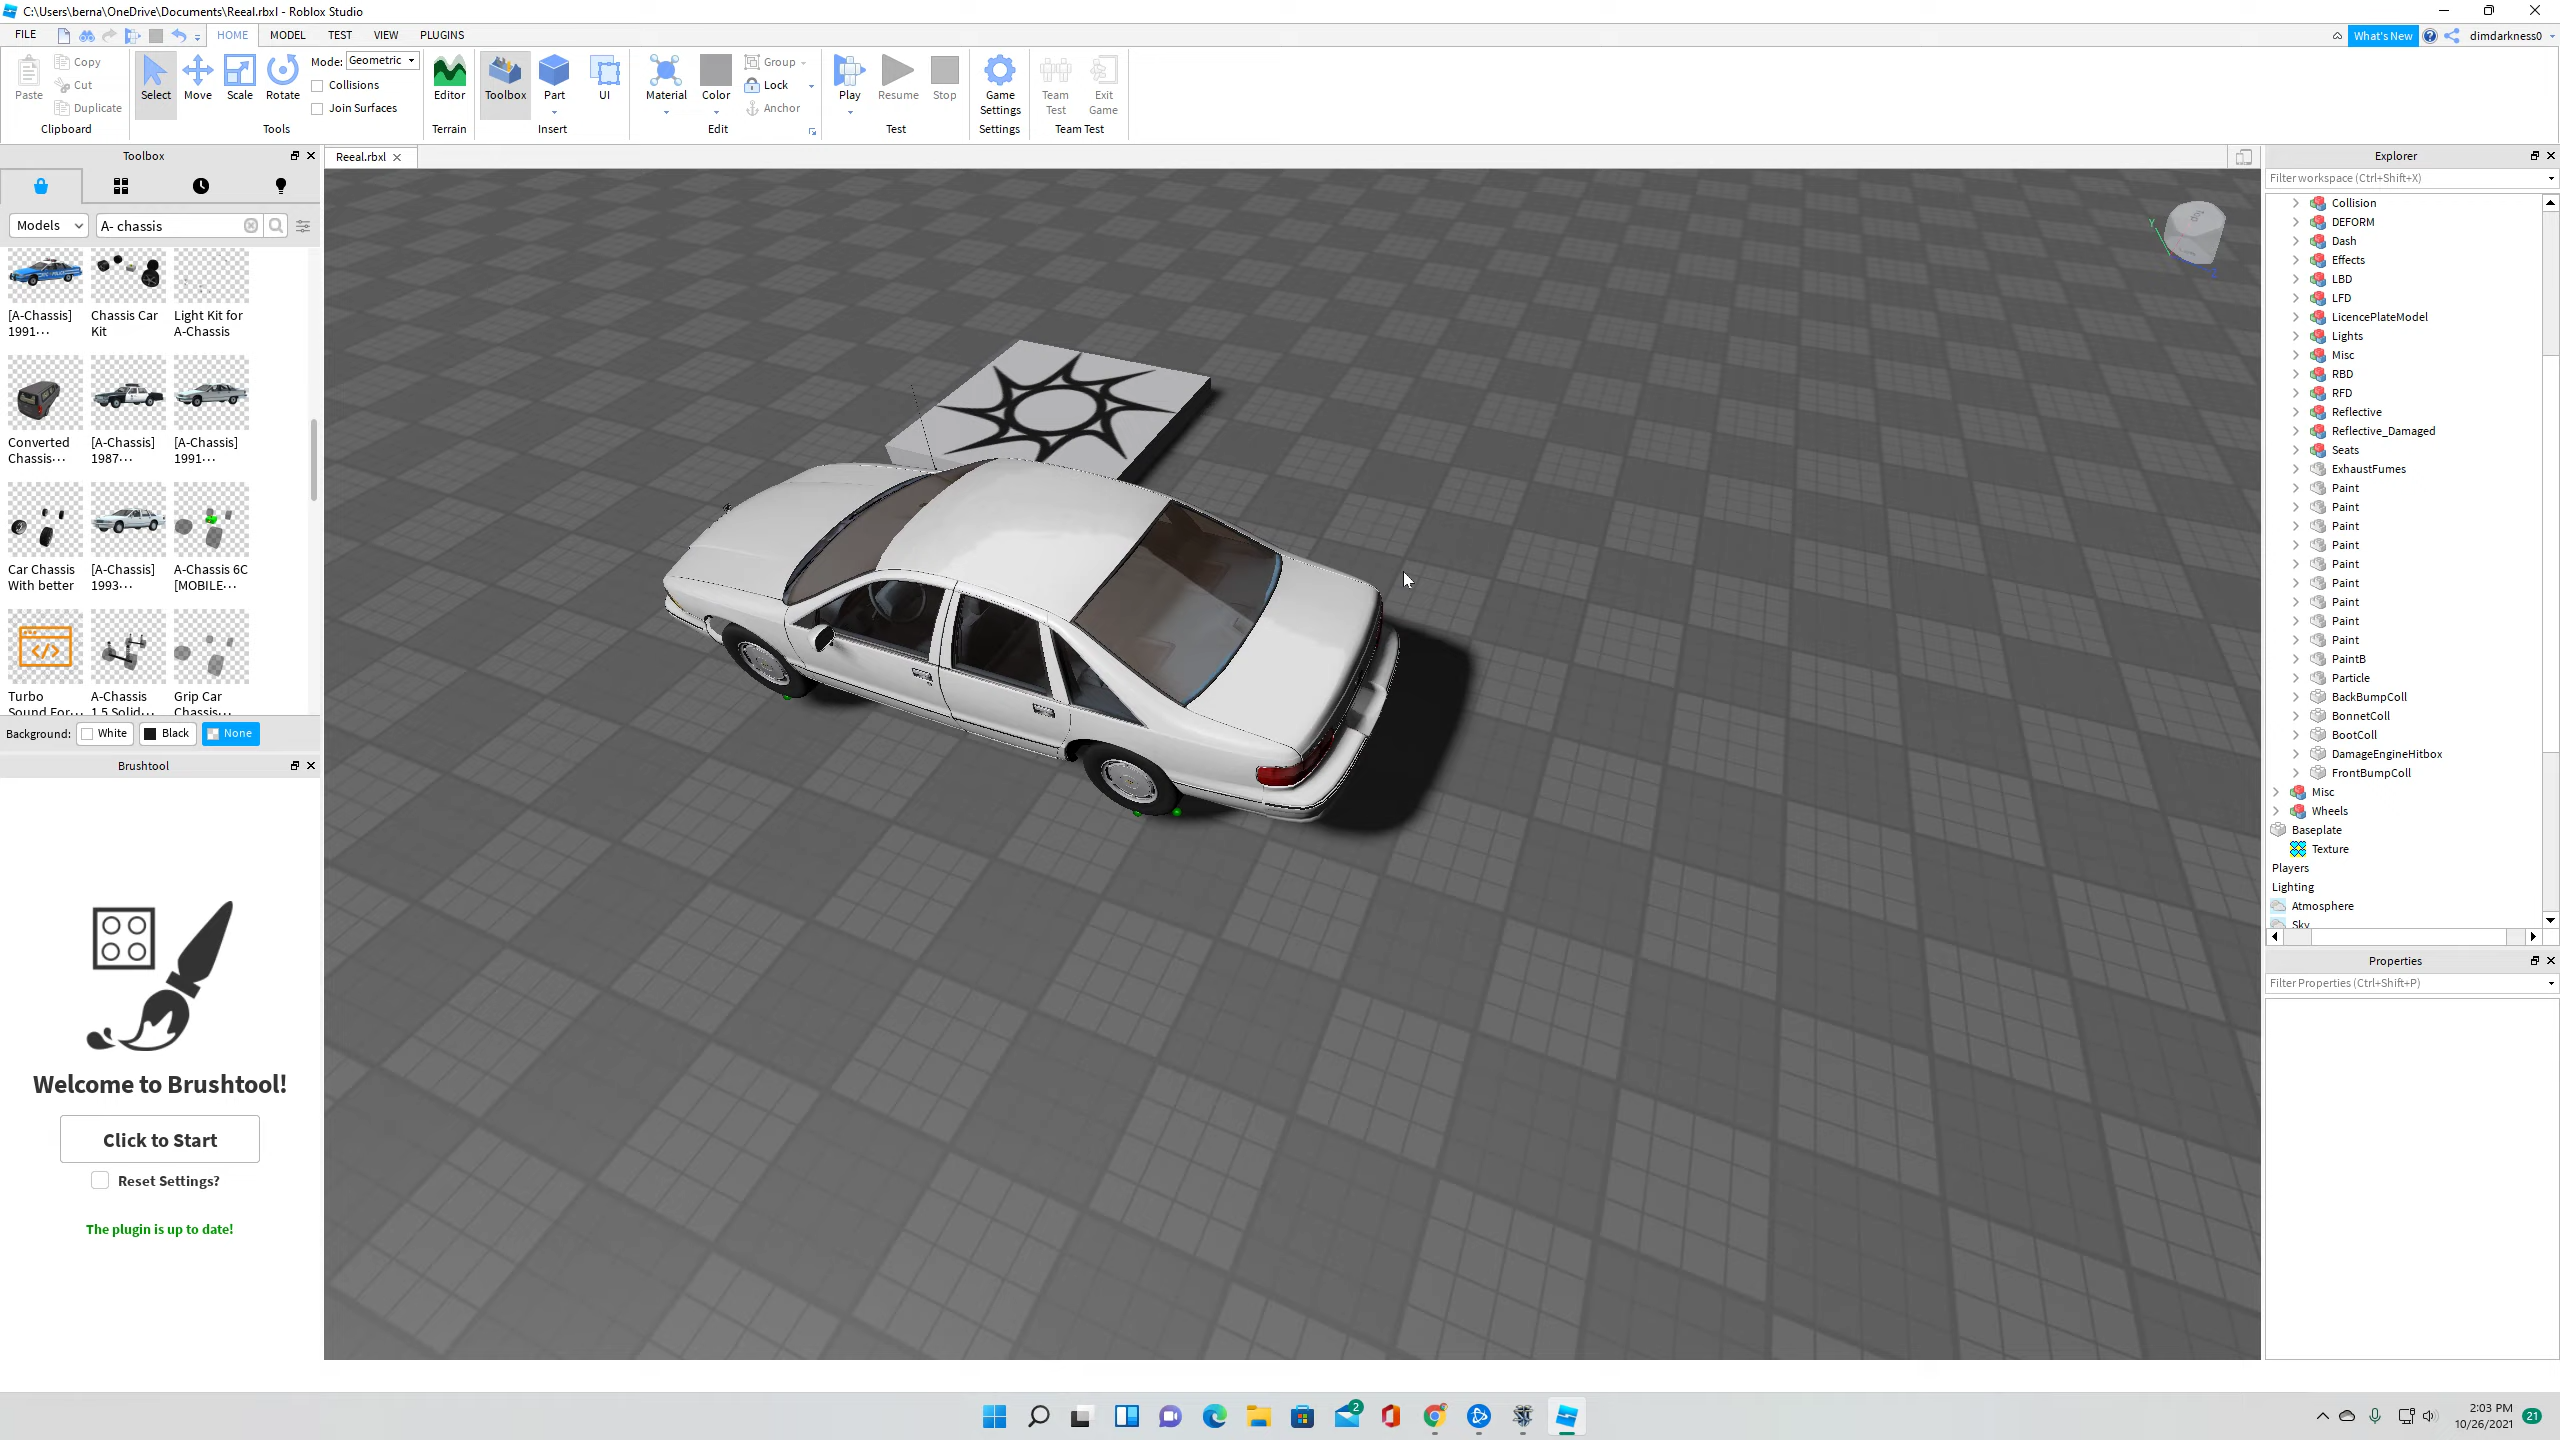 C:\Users\berna\OneDrive\Documents\Reeal.rbxl - Roblox Studio
FILE HOME MODEL TEST VIEW PLUGINS What's New dimdarkness0
Paste Copy Cut Duplicate Clipboard
Select Move Scale Rotate Mode: Geometric Collisions Join Surfaces Tools
Editor Terrain
Toolbox Part UI Insert
Material Color Group Lock Anchor Edit
Play Resume Stop Test
Game Settings Settings
Team Test Exit Game Team Test
Toolbox
Models A- chassis
[A-Chassis] 1991··· Chassis Car Kit Light Kit for A-Chassis
Converted Chassis··· [A-Chassis] 1987··· [A-Chassis] 1991···
Car Chassis With better [A-Chassis] 1993··· A-Chassis 6C [MOBILE···
Turbo Sound For··· A-Chassis 1.5 Solid··· Grip Car Chassis···
Background: White Black None
Brushtool
Welcome to Brushtool!
Click to Start
Reset Settings?
The plugin is up to date!
Reeal.rbxl
Y
Z
Explorer
Filter workspace (Ctrl+Shift+X)
Collision
DEFORM
Dash
Effects
LBD
LFD
LicencePlateModel
Lights
Misc
RBD
RFD
Reflective
Reflective_Damaged
Seats
ExhaustFumes
Paint
Paint
Paint
Paint
Paint
Paint
Paint
Paint
Paint
PaintB
Particle
BackBumpColl
BonnetColl
BootColl
DamageEngineHitbox
FrontBumpColl
Misc
Wheels
Baseplate
Texture
Players
Lighting
Atmosphere
Sky
Properties
Filter Properties (Ctrl+Shift+P)
2
2:03 PM
10/26/2021
21